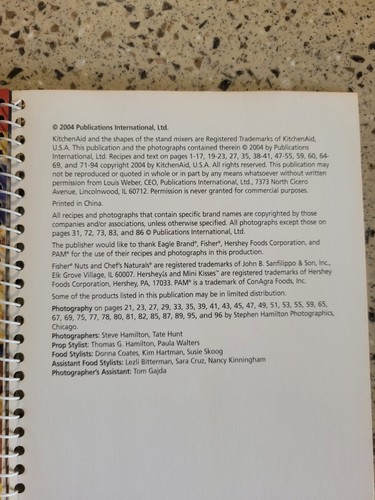 © 2004 Publications International, Ltd.
KitchenAid and the shapes of the stand mixers are Registered Trademarks of KitchenAid,
U.S.A. This publication and the photographs contained therein © 2004 by Publications
International, Ltd. Recipes and text on pages 1-17, 19-23, 27, 35, 38-41, 47-55, 59, 60, 64-
69, and 71-94 copyright 2004 by KitchenAid, U.S.A. All rights reserved. This publication may
not be reproduced or quoted in whole or in part by any means whatsoever without written
permission from Louis Weber, CEO, Publications International, Ltd., 7373 North Cicero
Avenue, Lincolnwood, IL 60712. Permission is never granted for commercial purposes.
Printed in China.
All recipes and photographs that contain specific brand names are copyrighted by those
companies and/or associations, unless otherwise specified. All photographs except those on
pages 31, 72, 73, 83, and 86 © Publications International, Ltd.
The publisher would like to thank Eagle Brand®, Fisher®, Hershey Foods Corporation, and
PAM® for the use of their recipes and photographs in this production.
Fisher® Nuts and Chef's Naturals® are registered trademarks of John B. Sanfilippo & Son, Inc.,
Elk Grove Village, IL 60007. Hershey's and Mini Kisses™ are registered trademarks of Hershey
Foods Corporation, Hershey, PA, 17033. PAM® is a trademark of ConAgra Foods, Inc.
Some of the products listed in this publication may be in limited distribution.
Photography on pages 21, 23, 27, 29, 33, 35, 39, 41, 43, 45, 47, 49, 51, 53, 55, 59, 65,
67, 69, 75, 77, 78, 80, 81, 82, 85, 87, 89, 95, and 96 by Stephen Hamilton Photographics,
Chicago.
Photographers: Steve Hamilton, Tate Hunt
Prop Stylist: Thomas G. Hamilton, Paula Walters
Food Stylists: Donna Coates, Kim Hartman, Susie Skoog
Assistant Food Stylists: Lezli Bitterman, Sara Cruz, Nancy Kinningham
Photographer's Assistant: Tom Gajda